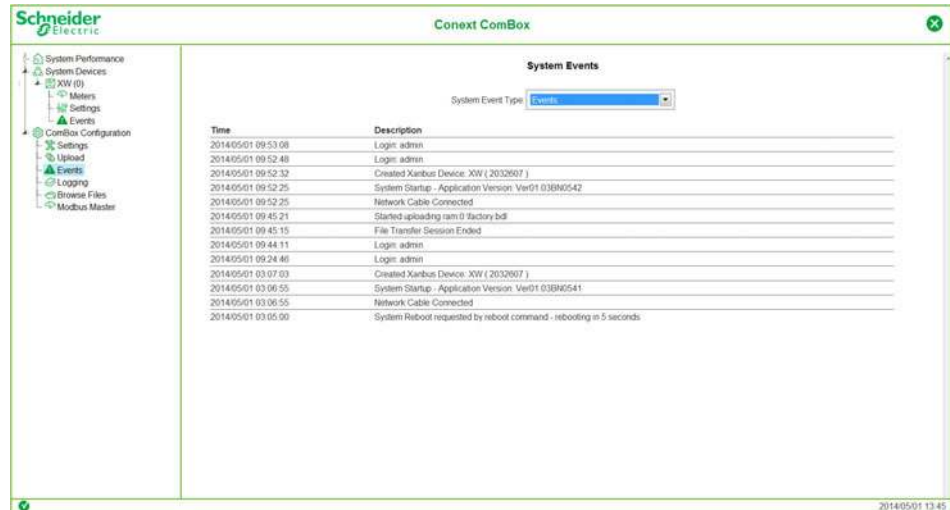 Schneider
Electric
Conext ComBox
System Performance
System Devices
XW (0)
Meters
Settings
Events
ComBox Configuration
Settings
Upload
Events
Logging
Browse Files
Modbus Master
System Events
System Event Type: Events
Time Description
2014/05/01 09:53:08 Login: admin
2014/05/01 09:52:48 Login: admin
2014/05/01 09:52:32 Created Xanbus Device: XW ( 2032607 )
2014/05/01 09:52:25 System Startup - Application Version: Ver01.03BN0542
2014/05/01 09:52:25 Network Cable Connected
2014/05/01 09:45:21 Started uploading ram:0 \factory.bdl
2014/05/01 09:45:15 File Transfer Session Ended
2014/05/01 09:44:11 Login: admin
2014/05/01 09:24:46 Login: admin
2014/05/01 03:07:03 Created Xanbus Device: XW ( 2032607 )
2014/05/01 03:06:55 System Startup - Application Version: Ver01.03BN0541
2014/05/01 03:06:55 Network Cable Connected
2014/05/01 03:05:00 System Reboot requested by reboot command - rebooting in 5 seconds
2014/05/01 13:45